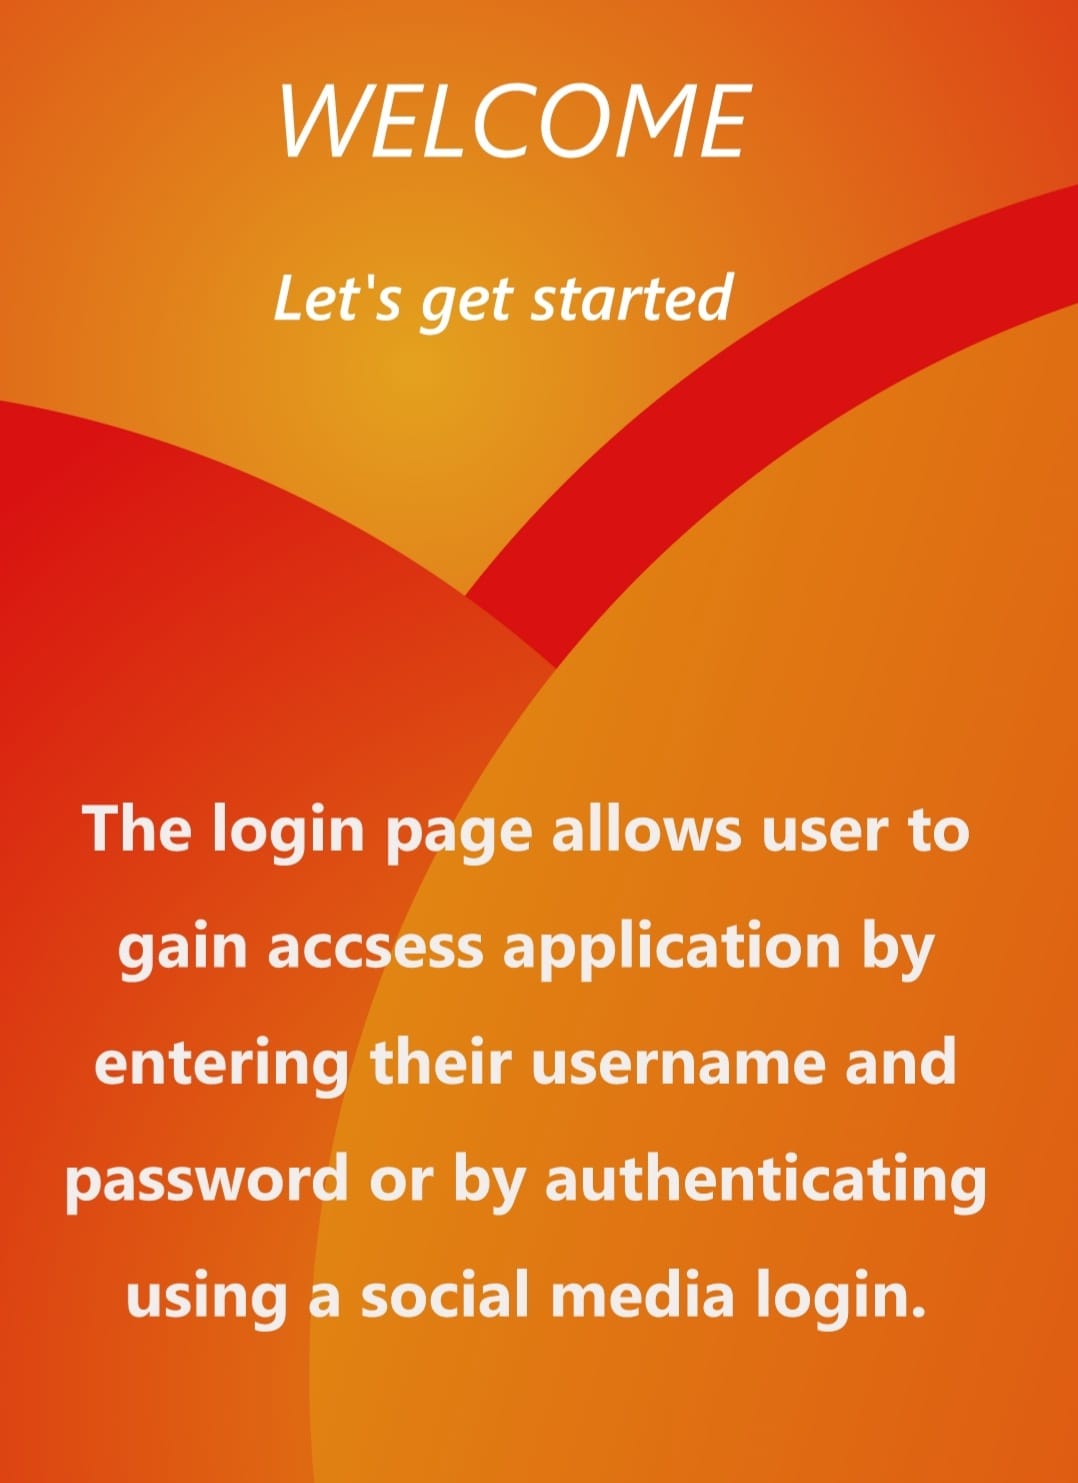 WELCOME
Let's get started
The login page allows user to
gain accsess application by
entering their username and
password or by authenticating
using a social media login.